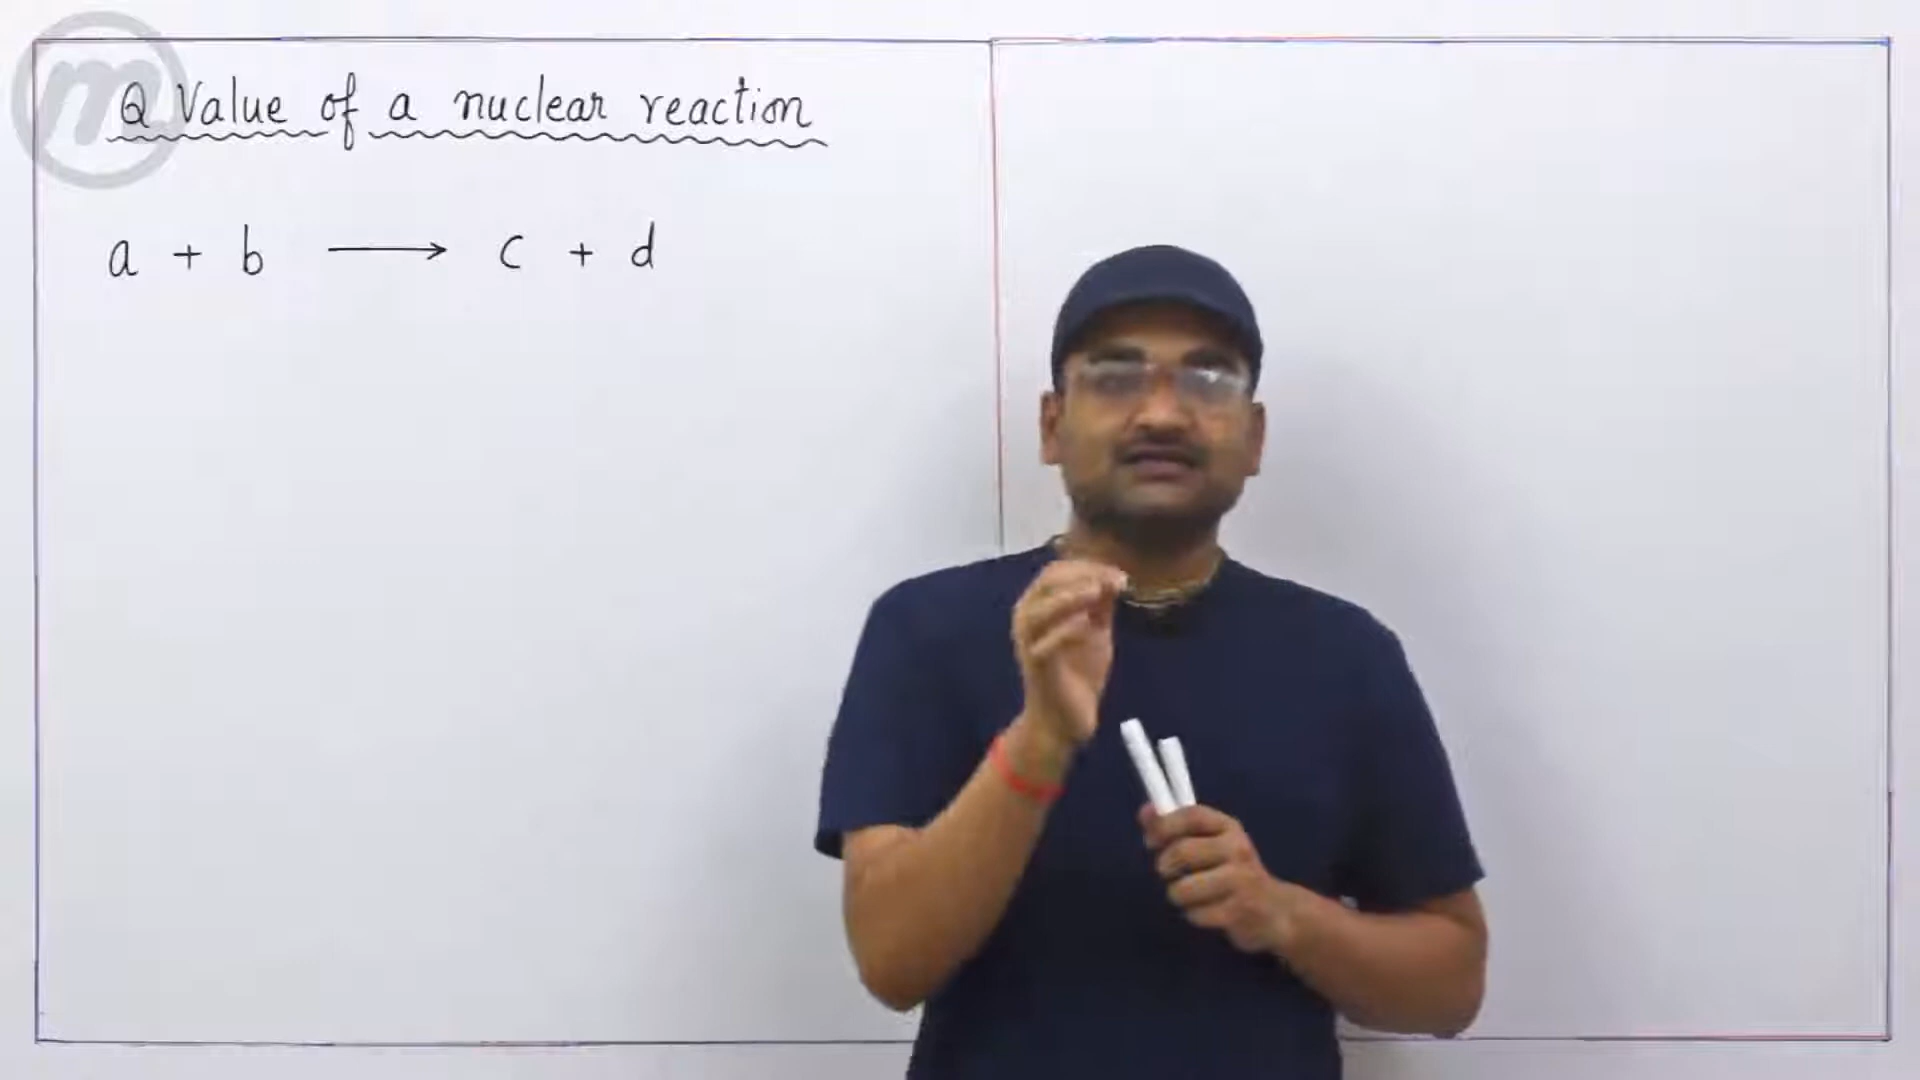 m
Q Value of a nuclear reaction
a + b ⟶ c + d